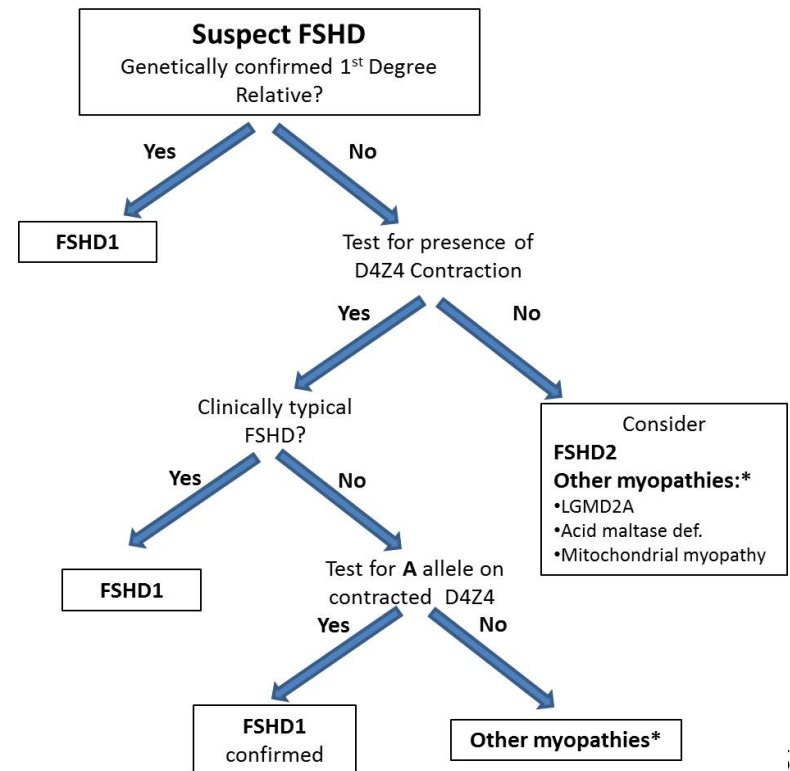 Suspect FSHD
Genetically confirmed 1st Degree
Relative?
Yes
No
FSHD1
Test for presence of
D4Z4 Contraction
Yes
No
Clinically typical
FSHD?
Consider
FSHD2
Other myopathies:*
•LGMD2A
•Acid maltase def.
•Mitochondrial myopathy
Yes
No
FSHD1
Test for A allele on
contracted D4Z4
Yes
No
FSHD1
confirmed
Other myopathies*